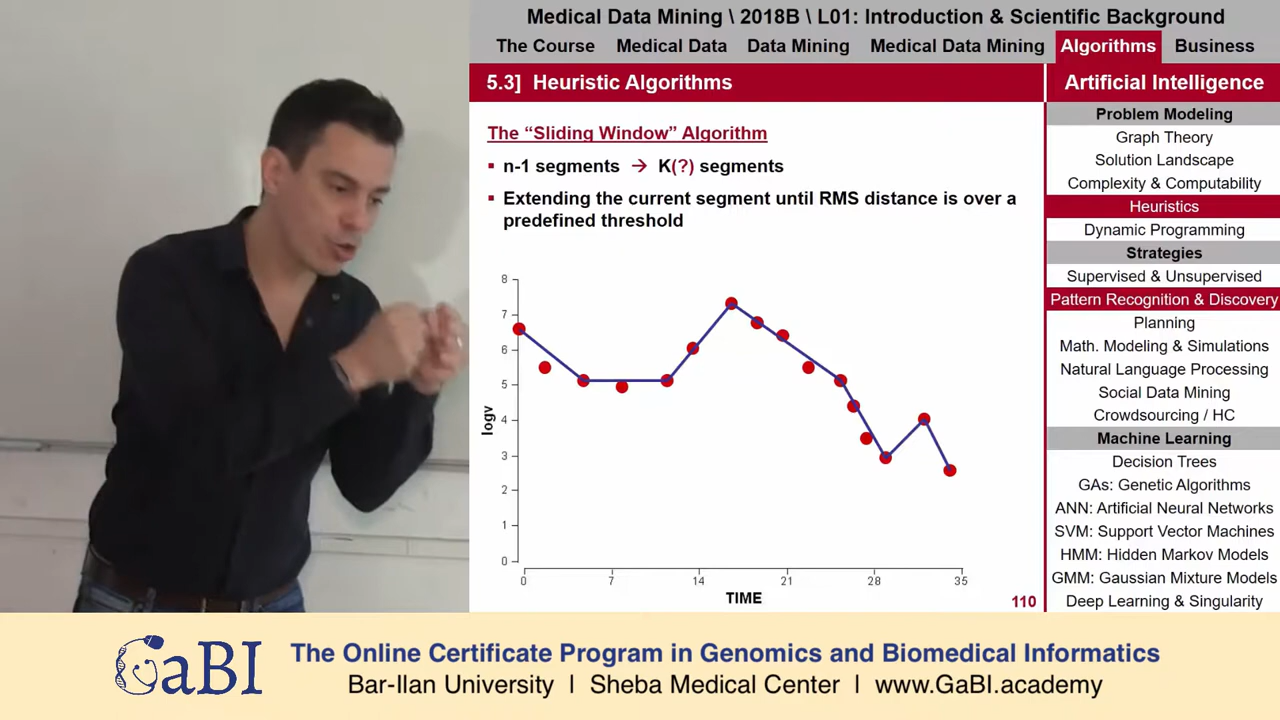 Medical Data Mining \ 2018B \ L01: Introduction & Scientific Background
The Course Medical Data Data Mining Medical Data Mining Algorithms Business
5.3] Heuristic Algorithms
The “Sliding Window” Algorithm
▪ n-1 segments → K(?) segments
▪ Extending the current segment until RMS distance is over a
predefined threshold
8
7
6
5
4
3
2
1
0
logv
0 7 14 21 28 35
TIME
110
Artificial Intelligence
Problem Modeling
Graph Theory
Solution Landscape
Complexity & Computability
Heuristics
Dynamic Programming
Strategies
Supervised & Unsupervised
Pattern Recognition & Discovery
Planning
Math. Modeling & Simulations
Natural Language Processing
Social Data Mining
Crowdsourcing / HC
Machine Learning
Decision Trees
GAs: Genetic Algorithms
ANN: Artificial Neural Networks
SVM: Support Vector Machines
HMM: Hidden Markov Models
GMM: Gaussian Mixture Models
Deep Learning & Singularity
GaBI
The Online Certificate Program in Genomics and Biomedical Informatics
Bar-Ilan University I Sheba Medical Center I www.GaBI.academy